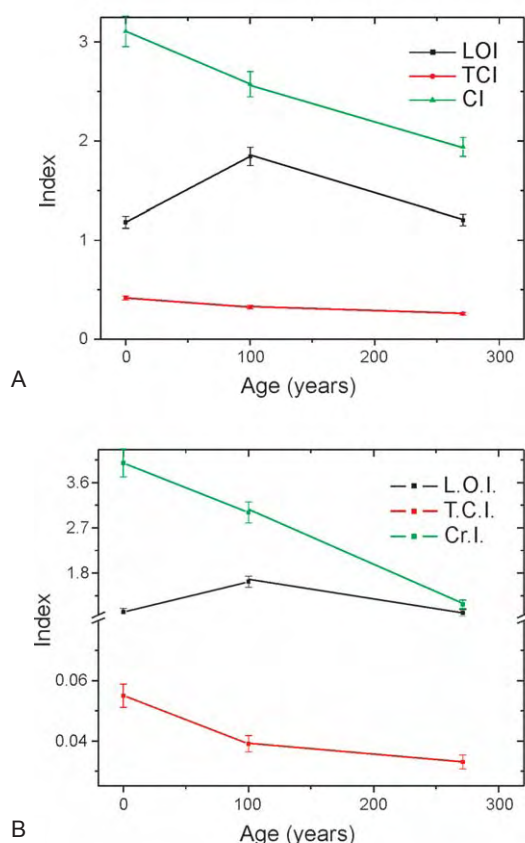 3
2
1
0
Index
LOI
TCI
CI
0 100 200 300
Age (years)
A
3.6
2.7
1.8
0.06
0.04
Index
L.O.I.
T.C.I.
Cr.I.
0 100 200 300
Age (years)
B